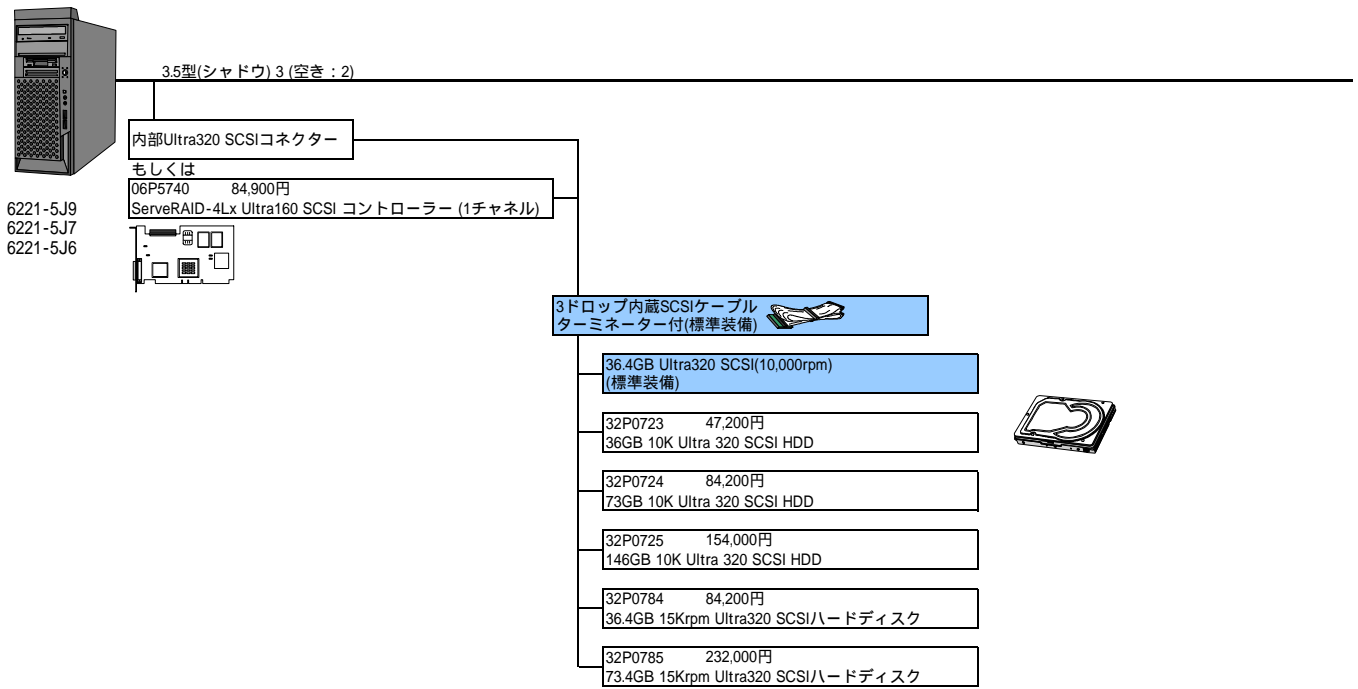 3.5型(シャドウ) 3 (空き：2)
内部Ultra320 SCSIコネクター
もしくは
06P5740 84,900円
ServeRAID-4Lx Ultra160 SCSI コントローラー (1チャネル)
6221-5J9
6221-5J7
6221-5J6
3ドロップ内蔵SCSIケーブル
ターミネーター付(標準装備)
36.4GB Ultra320 SCSI(10,000rpm)
(標準装備)
32P0723 47,200円
36GB 10K Ultra 320 SCSI HDD
32P0724 84,200円
73GB 10K Ultra 320 SCSI HDD
32P0725 154,000円
146GB 10K Ultra 320 SCSI HDD
32P0784 84,200円
36.4GB 15Krpm Ultra320 SCSIハードディスク
32P0785 232,000円
73.4GB 15Krpm Ultra320 SCSIハードディスク